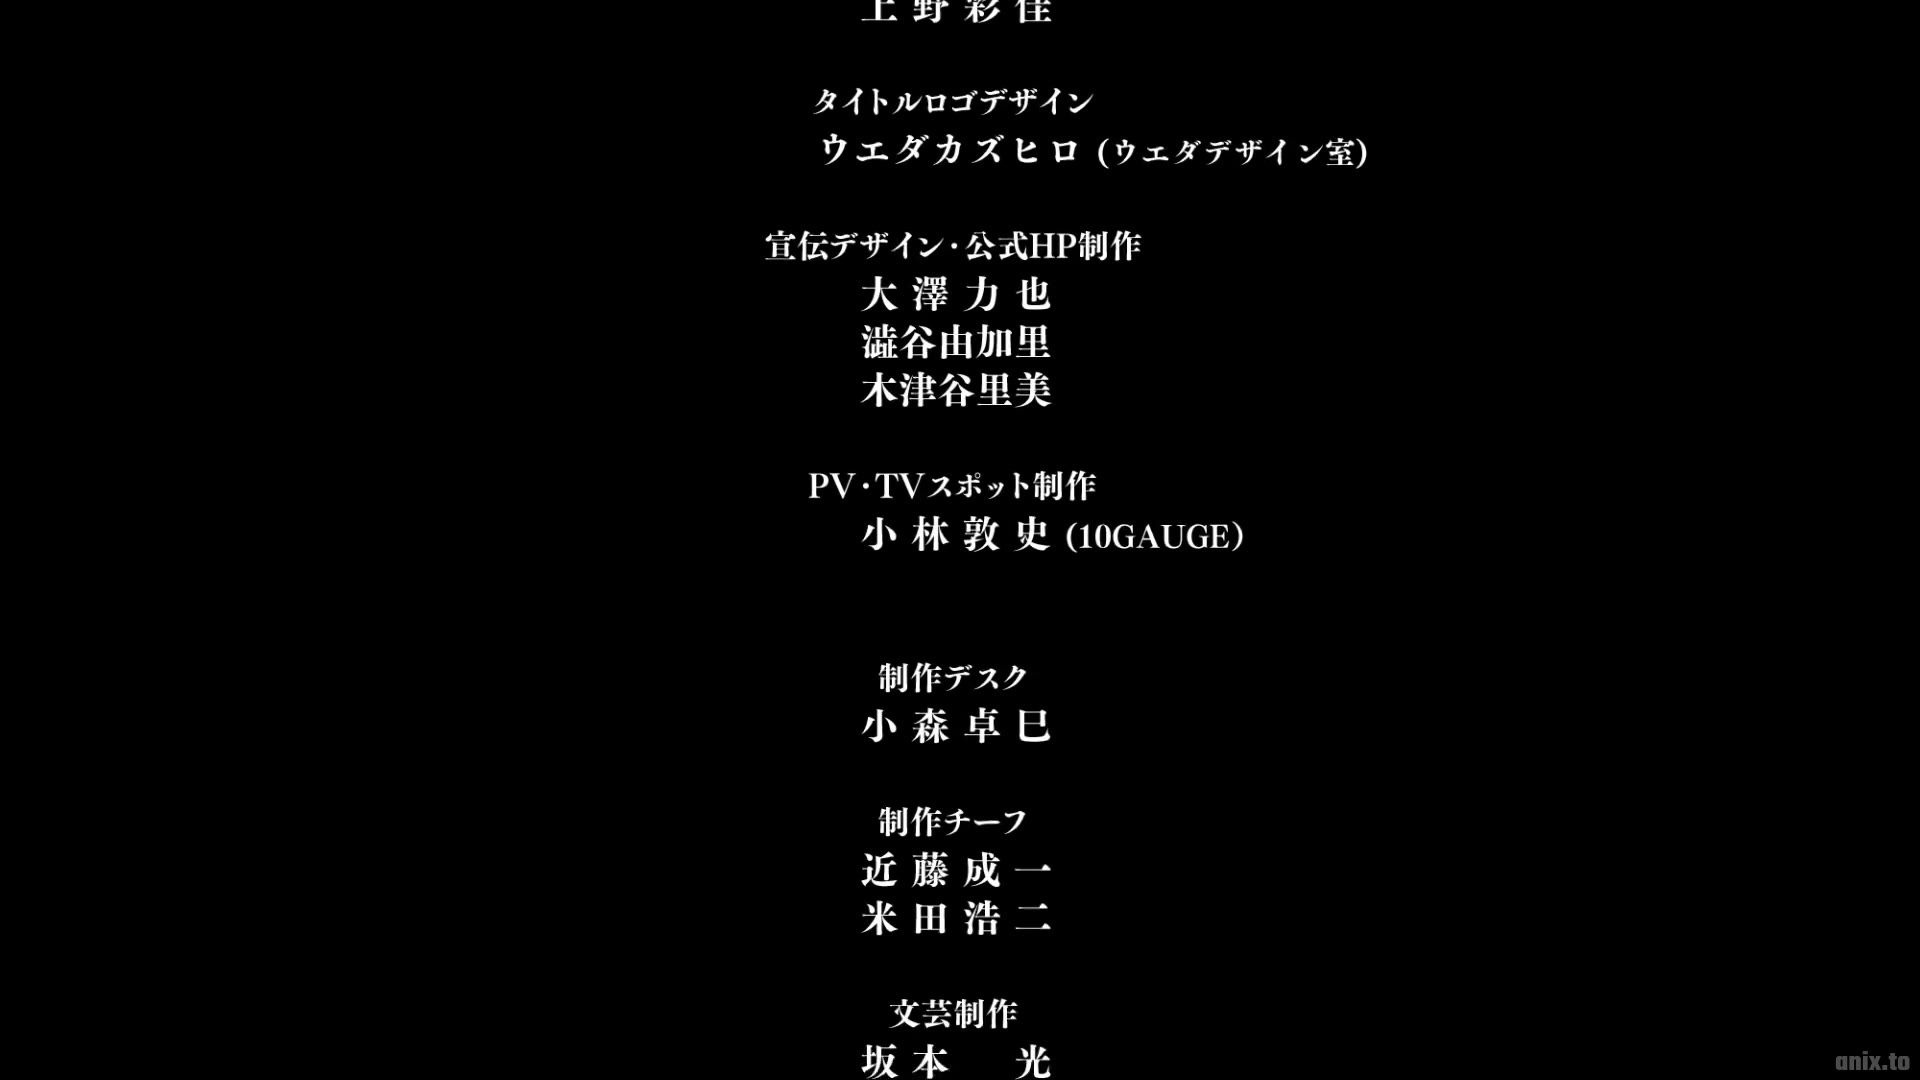 上野彩佳
タイトルロゴデザイン
ウエダカズヒロ (ウエダデザイン室)
宣伝デザイン・公式HP制作
大澤力也
澁谷由加里
木津谷里美
PV・TVスポット制作
小林敦史 (10GAUGE)
制作デスク
小森卓巳
制作チーフ
近藤成一
米田浩二
文芸制作
坂本 光
anix.to